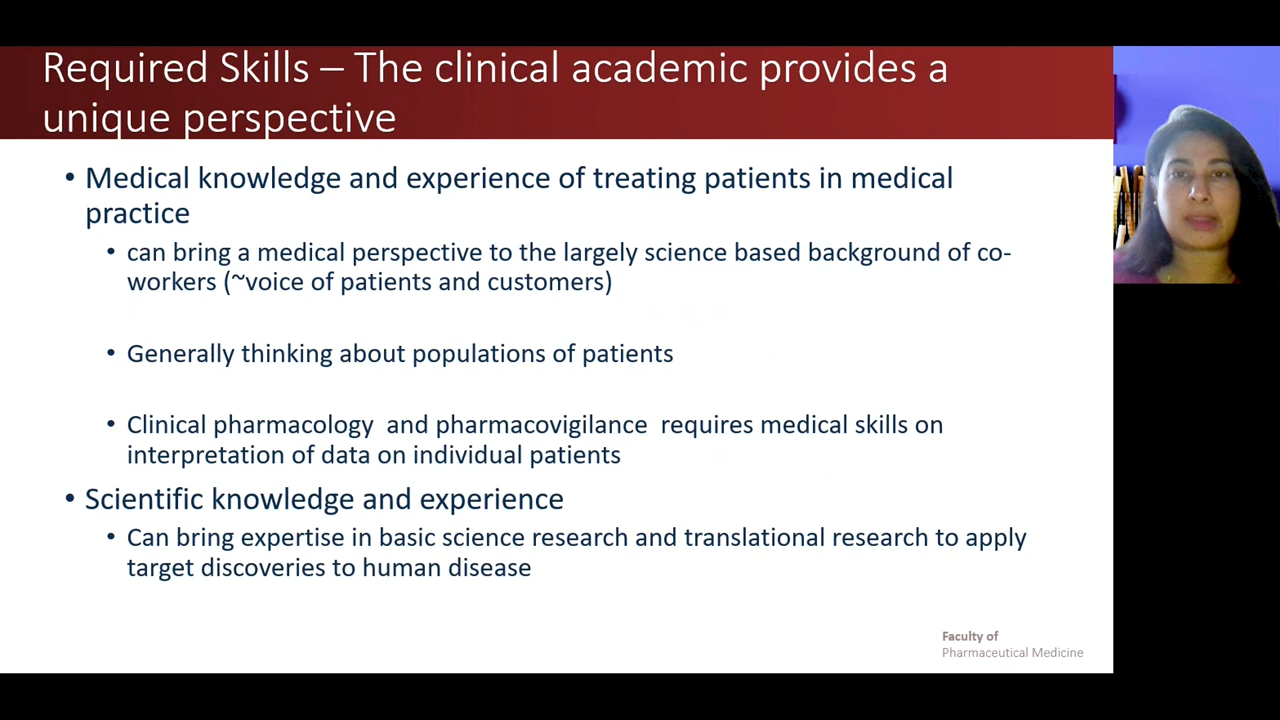 Required Skills – The clinical academic provides a
unique perspective
• Medical knowledge and experience of treating patients in medical
practice
• can bring a medical perspective to the largely science based background of co-
workers (~voice of patients and customers)
• Generally thinking about populations of patients
• Clinical pharmacology  and pharmacovigilance  requires medical skills on
interpretation of data on individual patients
• Scientific knowledge and experience
• Can bring expertise in basic science research and translational research to apply
target discoveries to human disease
Faculty of
Pharmaceutical Medicine